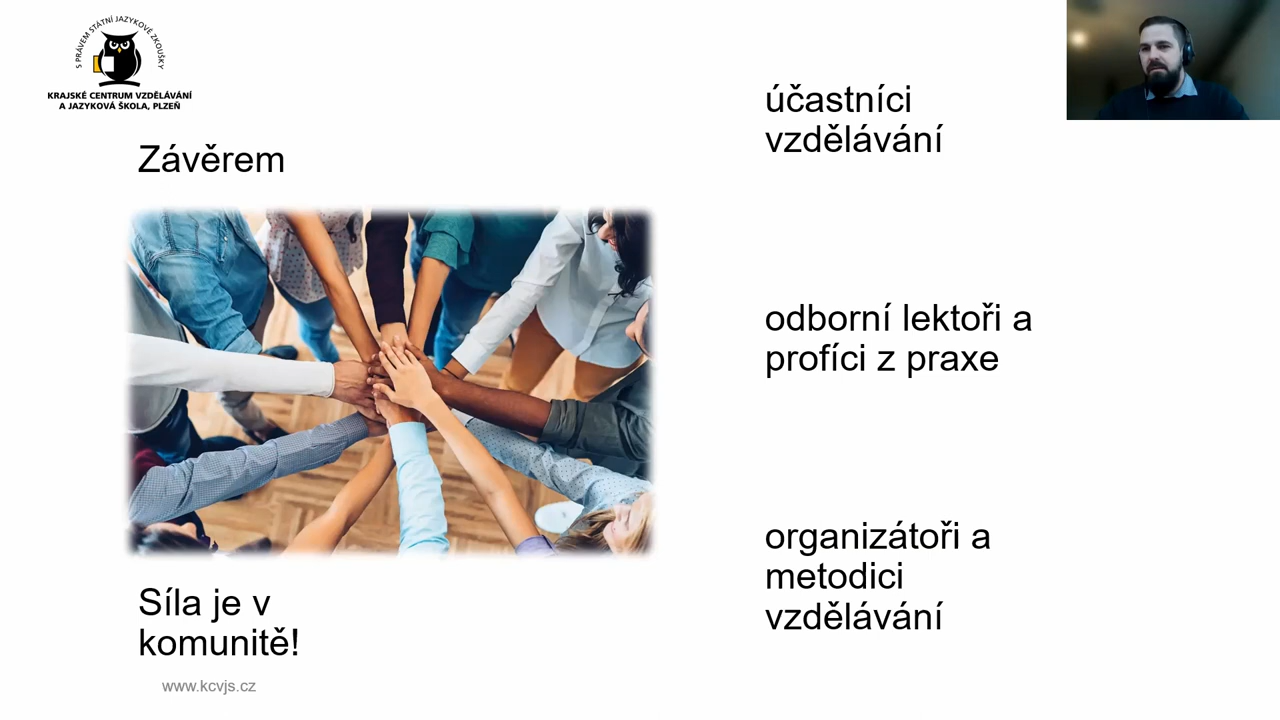 S PRÁVEM STÁTNÍ JAZYKOVÉ ZKOUŠKY
KRAJSKÉ CENTRUM VZDĚLÁVÁNÍ
A JAZYKOVÁ ŠKOLA, PLZEŇ
Závěrem
Síla je v
komunitě!
www.kcvjs.cz
účastníci
vzdělávání
odborní lektoři a
profíci z praxe
organizátoři a
metodici
vzdělávání